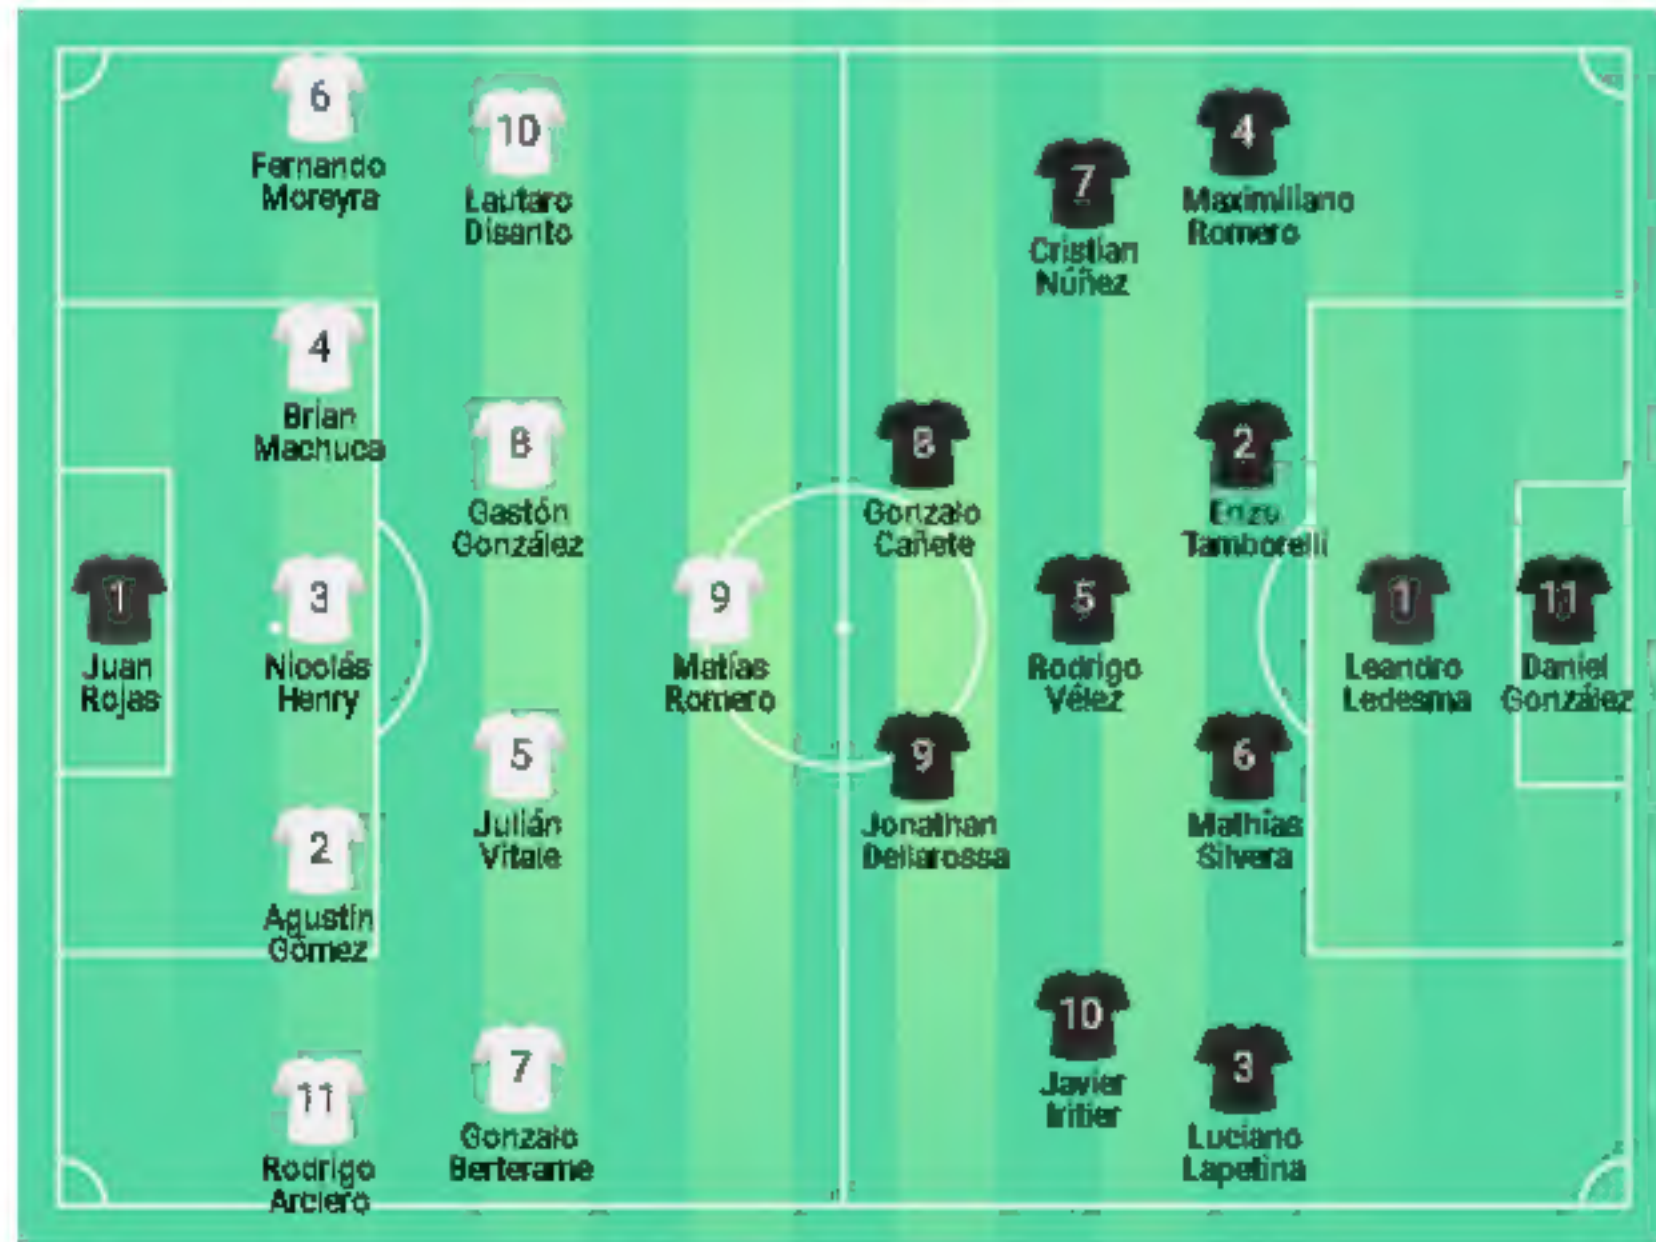 6
Fernando
Moreyra
10
Lautaro
Disanto
4
Brian
Machuca
8
Gastón
González
1
Juan
Rojas
3
Nicolás
Henry
9
Matías
Romero
5
Julián
Vitale
2
Agustín
Gómez
11
Rodrigo
Arciero
7
Gonzalo
Berterame
7
Cristian
Núñez
4
Maximiliano
Romero
8
Gonzalo
Cañete
2
Enzo
Tamborelli
5
Rodrigo
Vélez
1
Leandro
Ledesma
11
Daniel
González
9
Jonathan
Dellarossa
6
Mathias
Silvera
10
Javier
Iritier
3
Luciano
Lapetina